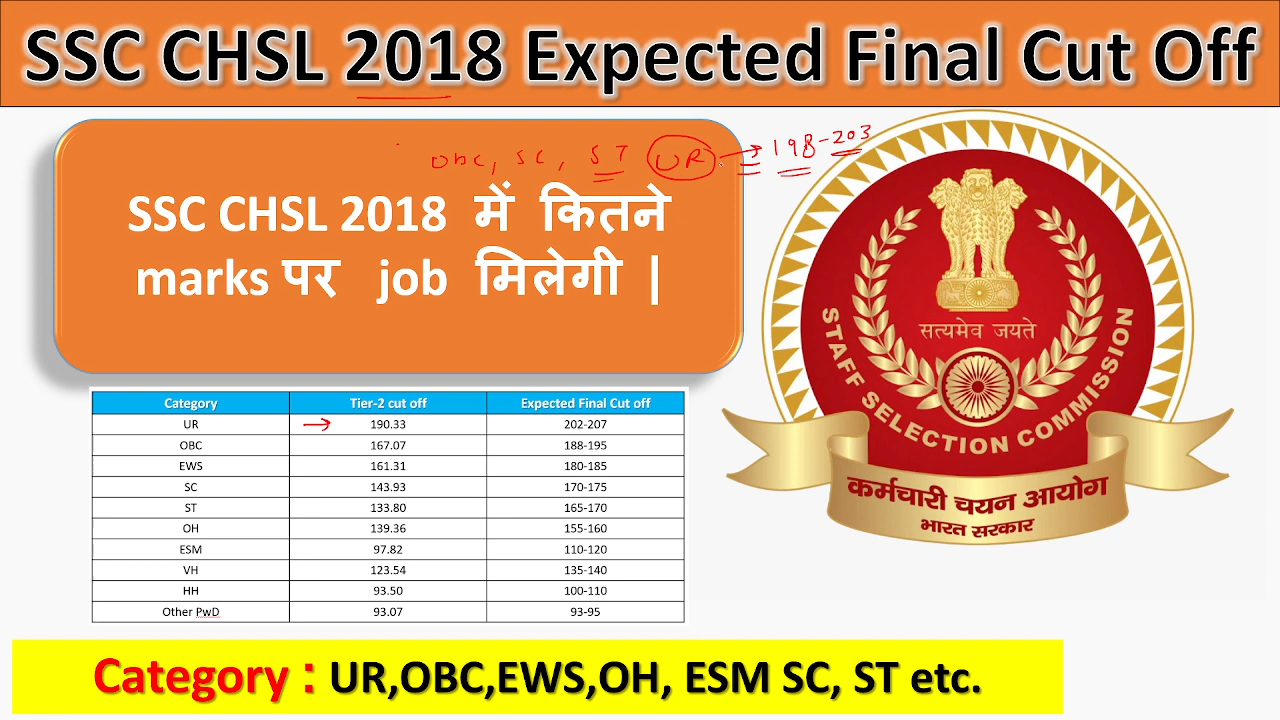 SSC CHSL 2018 Expected Final Cut Off
OBC, SC, ST UR → 198-203
SSC CHSL 2018 में कितने
marks पर job मिलेगी |
सत्यमेव जयते
STAFF SELECTION COMMISSION
कर्मचारी चयन आयोग
भारत सरकार
Category Tier-2 cut off Expected Final Cut off
UR → 190.33 202-207
OBC 167.07 188-195
EWS 161.31 180-185
SC 143.93 170-175
ST 133.80 165-170
OH 139.36 155-160
ESM 97.82 110-120
VH 123.54 135-140
HH 93.50 100-110
Other PwD 93.07 93-95
Category : UR,OBC,EWS,OH, ESM SC, ST etc.